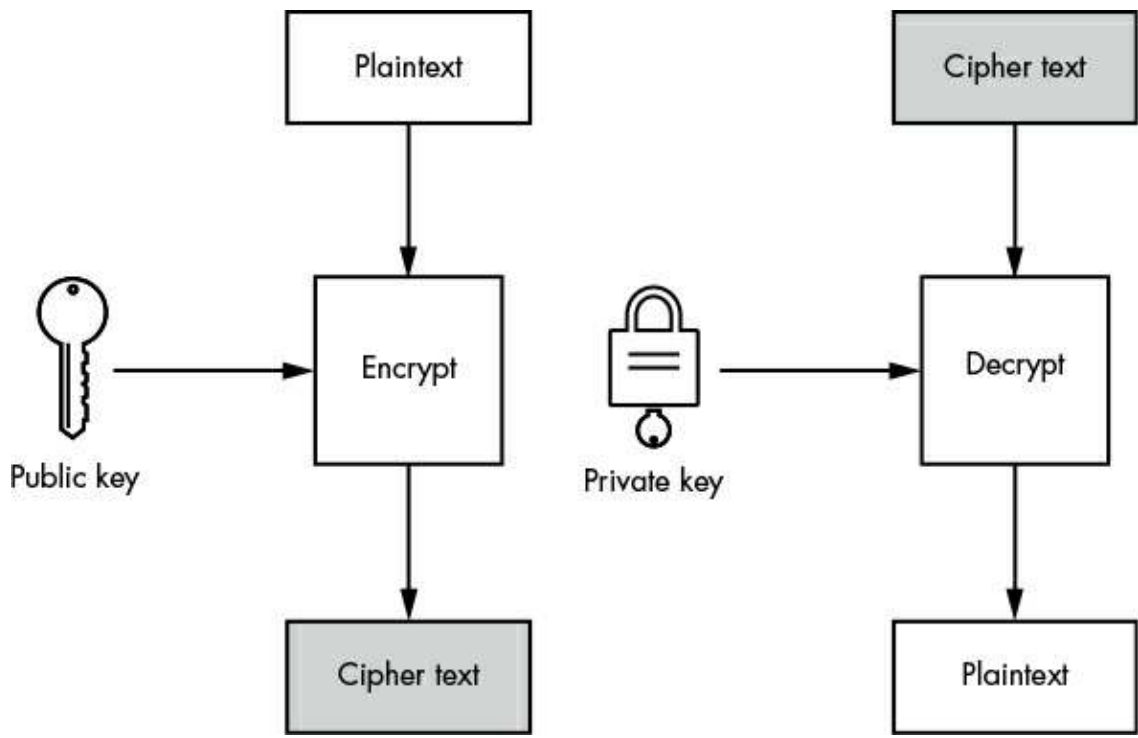 Plaintext
Cipher text
Encrypt
Decrypt
Public key
Private key
Cipher text
Plaintext